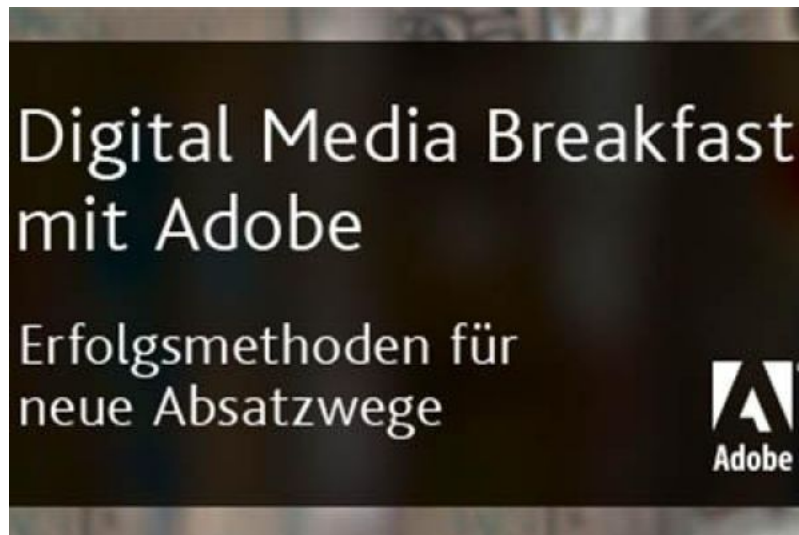 Digital Media Breakfast
mit Adobe
Erfolgsmethoden für
neue Absatzwege
Adobe